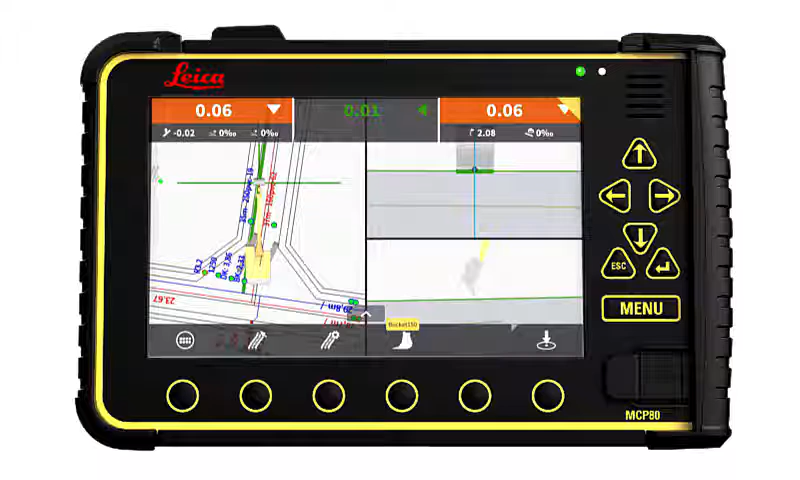 Leica
0.06
0.01
0.06
-0.02
0‰
0‰
2.08
0‰
23.67
Bucket150
ESC
MENU
MCP80